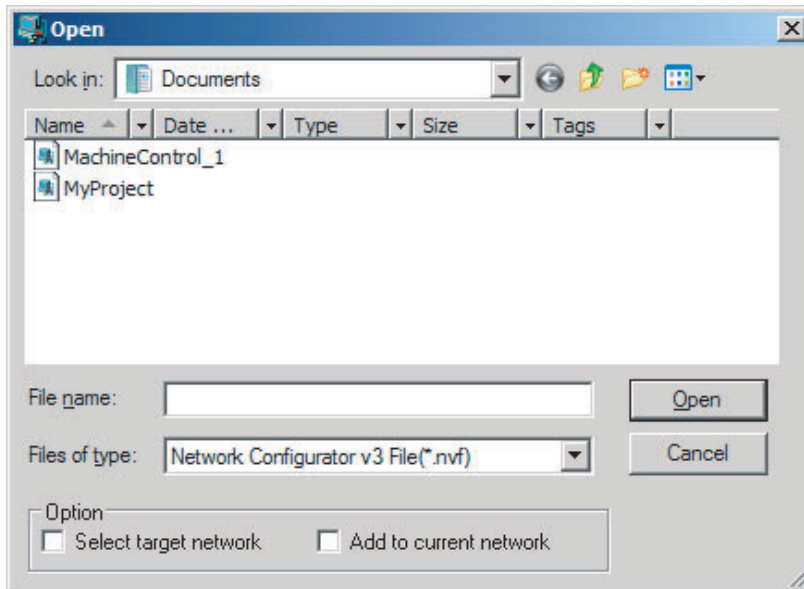 Open
Look in: Documents
Name Date ... Type Size Tags
MachineControl_1
MyProject
File name: Open
Files of type: Network Configurator v3 File(*.nvf) Cancel
Option
Select target network Add to current network